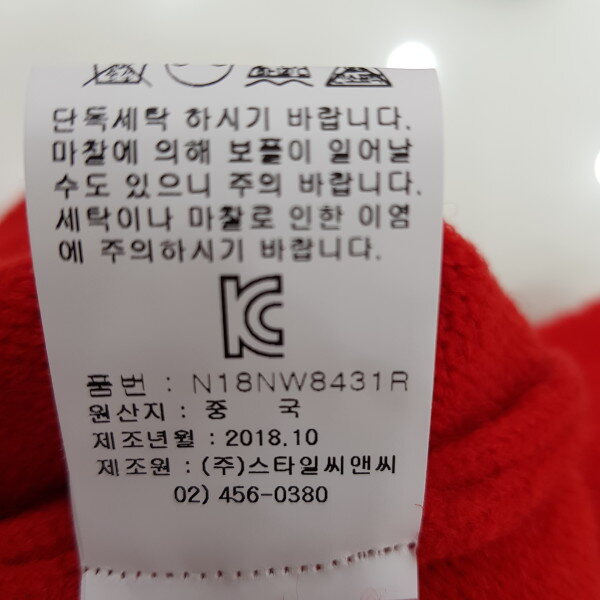 단독세탁 하시기 바랍니다.
마찰에 의해 보풀이 일어날
수도 있으니 주의 바랍니다.
세탁이나 마찰로 인한 이염
에 주의하시기 바랍니다.
KC
품번 : N18NW8431R
원산지 : 중 국
제조년월 : 2018.10
제조원 : (주)스타일씨앤씨
02) 456-0380